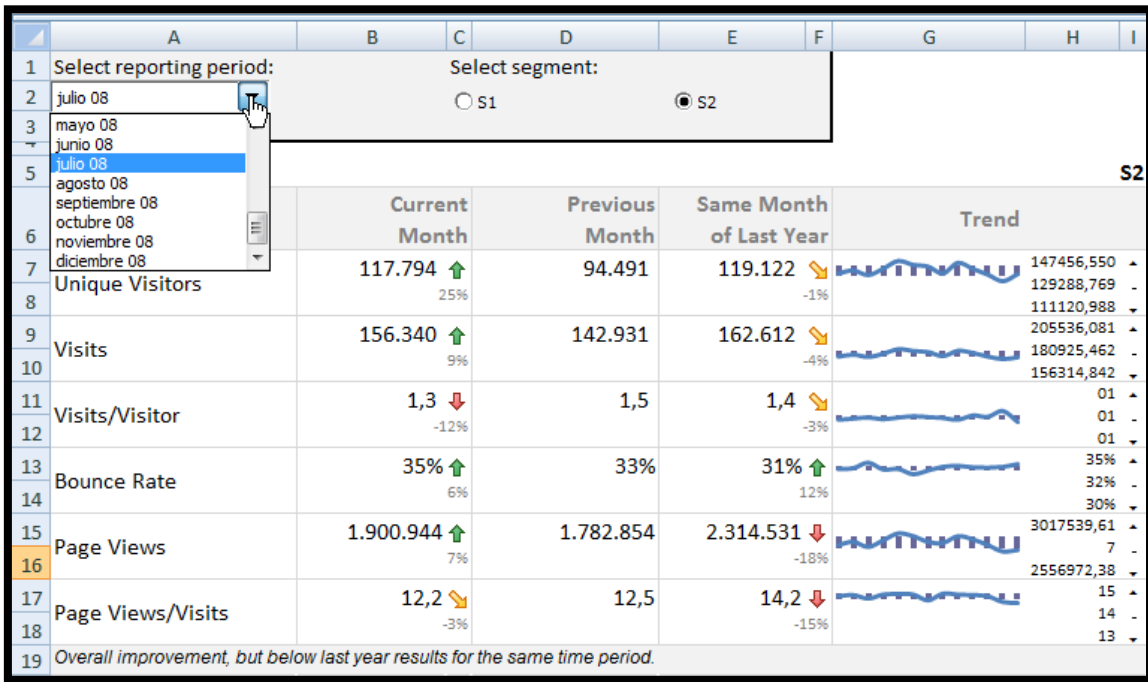 A B C D E F G H I
1 Select reporting period: Select segment:
2 julio 08 S1 S2
3 mayo 08
4 junio 08
julio 08
5 agosto 08 S2
septiembre 08
octubre 08
noviembre 08
diciembre 08
6 Current Month Previous Month Same Month of Last Year Trend
7 Unique Visitors 117.794 94.491 119.122 147456,550
129288,769
8 25% -1% 111120,988
9 Visits 156.340 142.931 162.612 205536,081
180925,462
10 9% -4% 156314,842
11 Visits/Visitor 1,3 1,5 1,4 01
01
12 -12% -3% 01
13 Bounce Rate 35% 33% 31% 35%
32%
14 6% 12% 30%
15 Page Views 1.900.944 1.782.854 2.314.531 3017539,61
7
16 7% -18% 2556972,38
17 Page Views/Visits 12,2 12,5 14,2 15
14
18 -3% -15% 13
19 Overall improvement, but below last year results for the same time period.